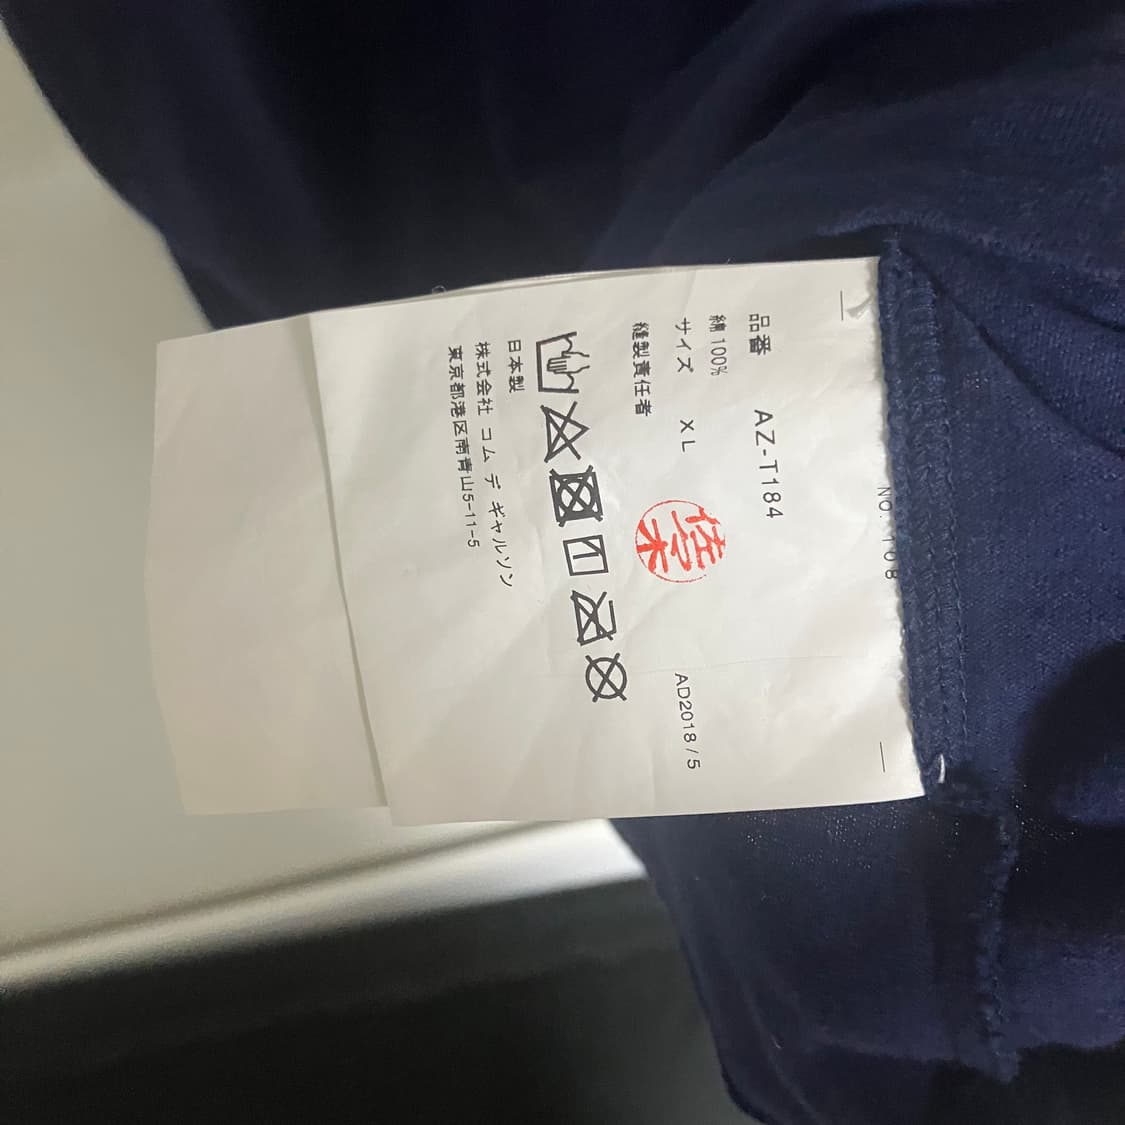 NO. 108
品番 AZ-T184
綿 100%
サイズ XL AD2018/5
縫製責任者 佐々木
日本製
株式会社 コム デ ギャルソン
東京都港区南青山5-11-5